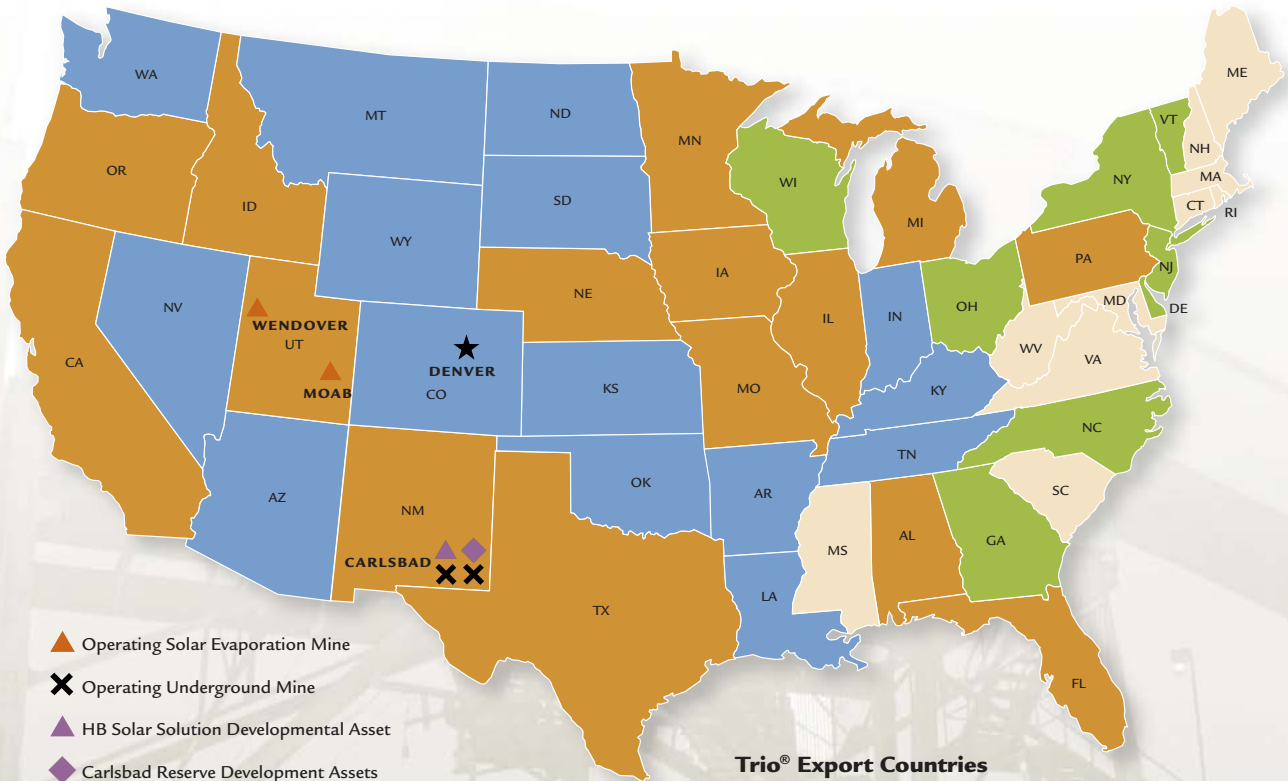 WA
MT
ND
MN
ME
VT
NH
NY
MA
CT
RI
OR
ID
SD
WI
MI
WY
IA
PA
NJ
NE
OH
MD
DE
NV
WENDOVER
UT
IL
IN
WV
VA
CA
MOAB
DENVER
CO
KS
MO
KY
NC
TN
AZ
NM
OK
AR
SC
CARLSBAD
MS
AL
GA
TX
LA
FL
Operating Solar Evaporation Mine
Operating Underground Mine
HB Solar Solution Developmental Asset
Carlsbad Reserve Development Assets
Trio® Export Countries